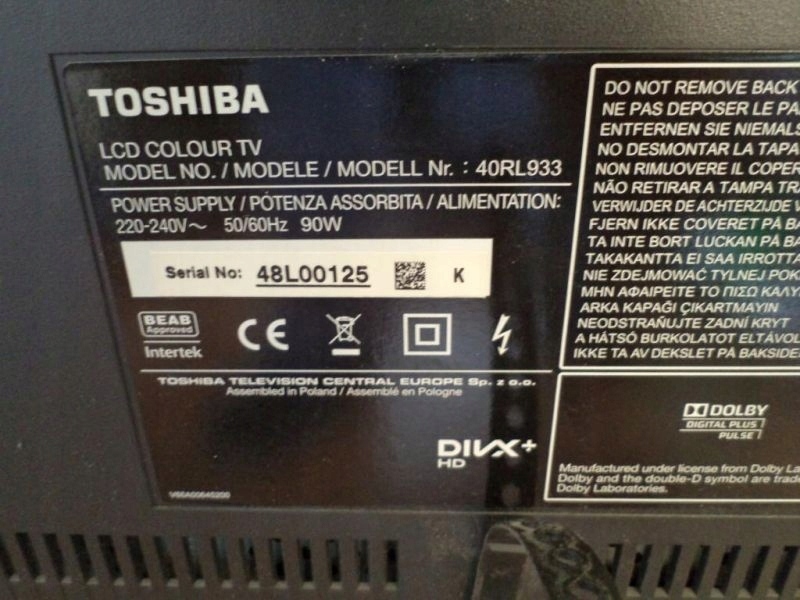 TOSHIBA
LCD COLOUR TV
MODEL NO. / MODELE / MODELL Nr. : 40RL933
POWER SUPPLY / POTENZA ASSORBITA / ALIMENTATION:
220-240V~ 50/60Hz 90W
Serial No: 48L00125 K
BEAB
Approved
Intertek
CE
TOSHIBA TELEVISION CENTRAL EUROPE Sp. z o.o.
Assembled in Poland / Assemblé en Pologne
DIVX+
HD
V66A00645200
DO NOT REMOVE BACK
NE PAS DEPOSER LE PA
ENTFERNEN SIE NIEMALS
NO DESMONTAR LA TAPA
NON RIMUOVERE IL COPER
NÃO RETIRAR A TAMPA TRA
VERWIJDER DE ACHTERZIJDE V
FJERN IKKE COVERET PÅ BA
TA INTE BORT LUCKAN PÅ BA
TAKAKANTTA EI SAA IRROTTA
NIE ZDEJMOWAĆ TYLNEJ POK
ΜΗΝ ΑΦΑΙΡΕΙΤΕ ΤΟ ΠΙΣΩ ΚΑΛΥ
ARKA KAPAĞI ÇIKARTMAYIN
NEODSTRAŇUJTE ZADNÍ KRYT
A HÁTSÓ BURKOLATOT ELTÁVOL
IKKE TA AV DEKSLET PÅ BAKSIDEN
DOLBY
DIGITAL PLUS
PULSE
Manufactured under license from Dolby La
Dolby and the double-D symbol are trade
Dolby Laboratories.